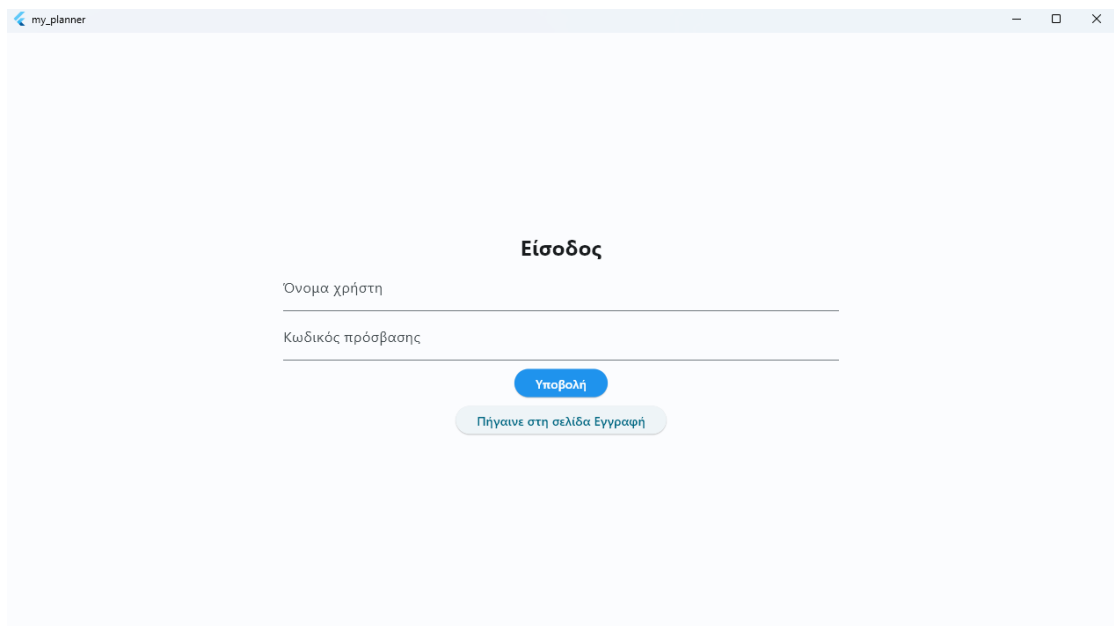 my_planner
Είσοδος
Όνομα χρήστη
Κωδικός πρόσβασης
Υποβολή
Πήγαινε στη σελίδα Εγγραφή